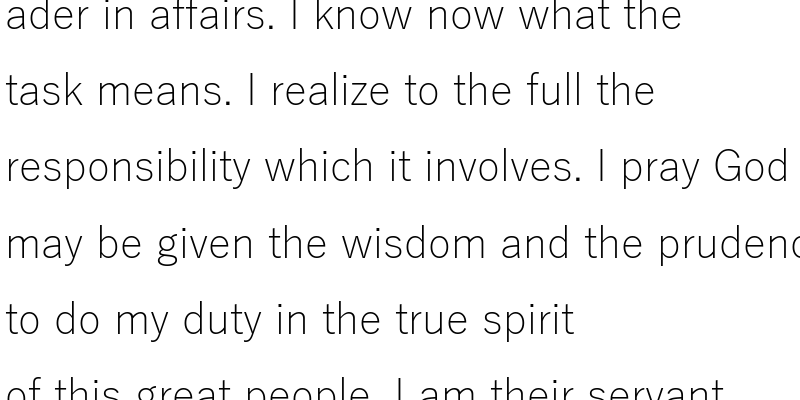 ader in affairs. I know now what the
task means. I realize to the full the
responsibility which it involves. I pray God
may be given the wisdom and the prudenc
to do my duty in the true spirit
of this great people. I am their servant